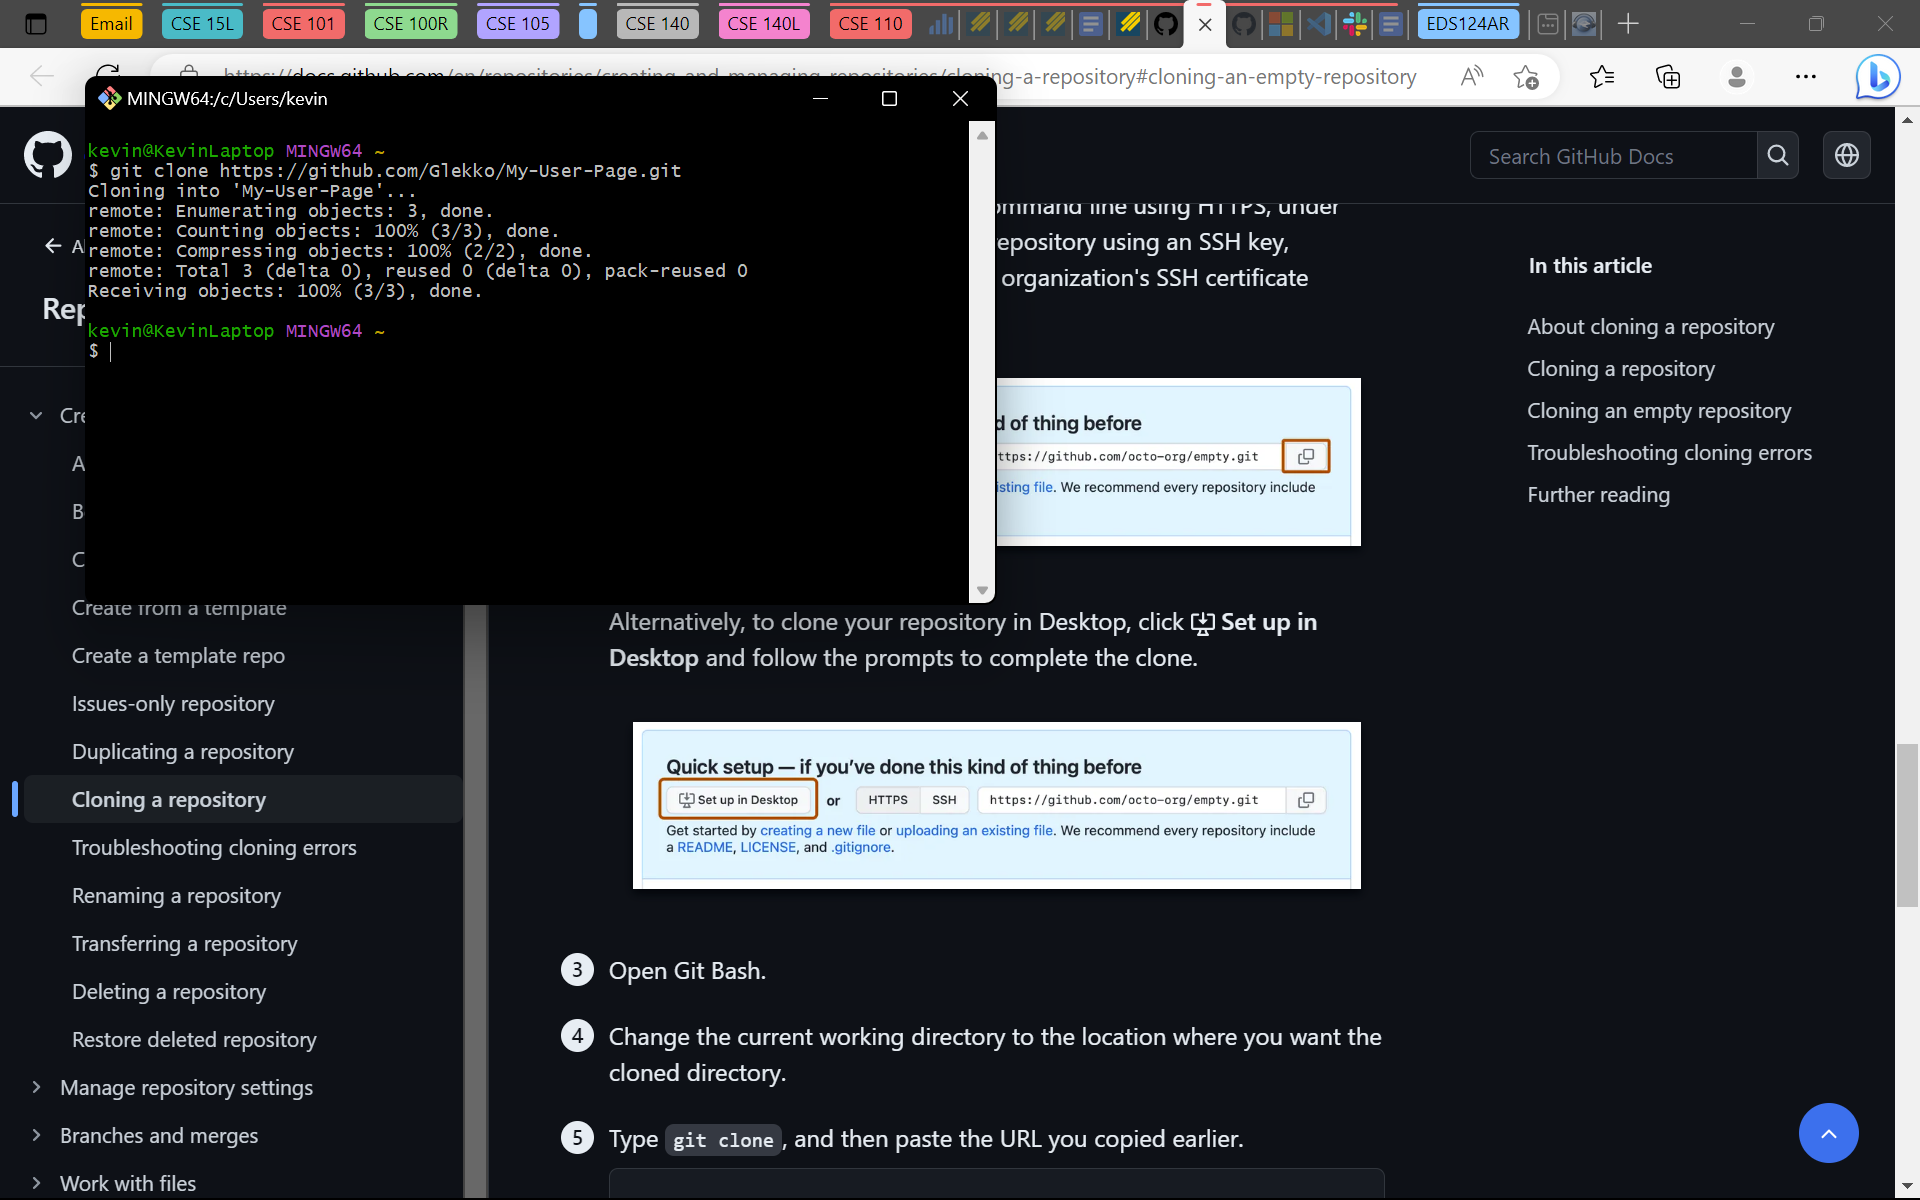 Email
CSE 15L
CSE 101
CSE 100R
CSE 105
CSE 140
CSE 140L
CSE 110
EDS124AR
https://docs.github.com/en/repositories/creating-and-managing-repositories/cloning-a-repository#cloning-an-empty-repository
MINGW64:/c/Users/kevin
kevin@KevinLaptop MINGW64 ~
$ git clone https://github.com/Glekko/My-User-Page.git
Cloning into 'My-User-Page'...
remote: Enumerating objects: 3, done.
remote: Counting objects: 100% (3/3), done.
remote: Compressing objects: 100% (2/2), done.
remote: Total 3 (delta 0), reused 0 (delta 0), pack-reused 0
Receiving objects: 100% (3/3), done.
kevin@KevinLaptop MINGW64 ~
$
Search GitHub Docs
A
Rep
Cre
A
B
C
Create from a template
Create a template repo
Issues-only repository
Duplicating a repository
Cloning a repository
Troubleshooting cloning errors
Renaming a repository
Transferring a repository
Deleting a repository
Restore deleted repository
Manage repository settings
Branches and merges
Work with files
ommand line using HTTPS, under
epository using an SSH key,
organization's SSH certificate
d of thing before
ttps://github.com/octo-org/empty.git
isting file. We recommend every repository include
Alternatively, to clone your repository in Desktop, click Set up in
Desktop and follow the prompts to complete the clone.
Quick setup — if you've done this kind of thing before
Set up in Desktop or HTTPS SSH https://github.com/octo-org/empty.git
Get started by creating a new file or uploading an existing file. We recommend every repository include
a README, LICENSE, and .gitignore.
3 Open Git Bash.
4 Change the current working directory to the location where you want the
cloned directory.
5 Type git clone, and then paste the URL you copied earlier.
In this article
About cloning a repository
Cloning a repository
Cloning an empty repository
Troubleshooting cloning errors
Further reading